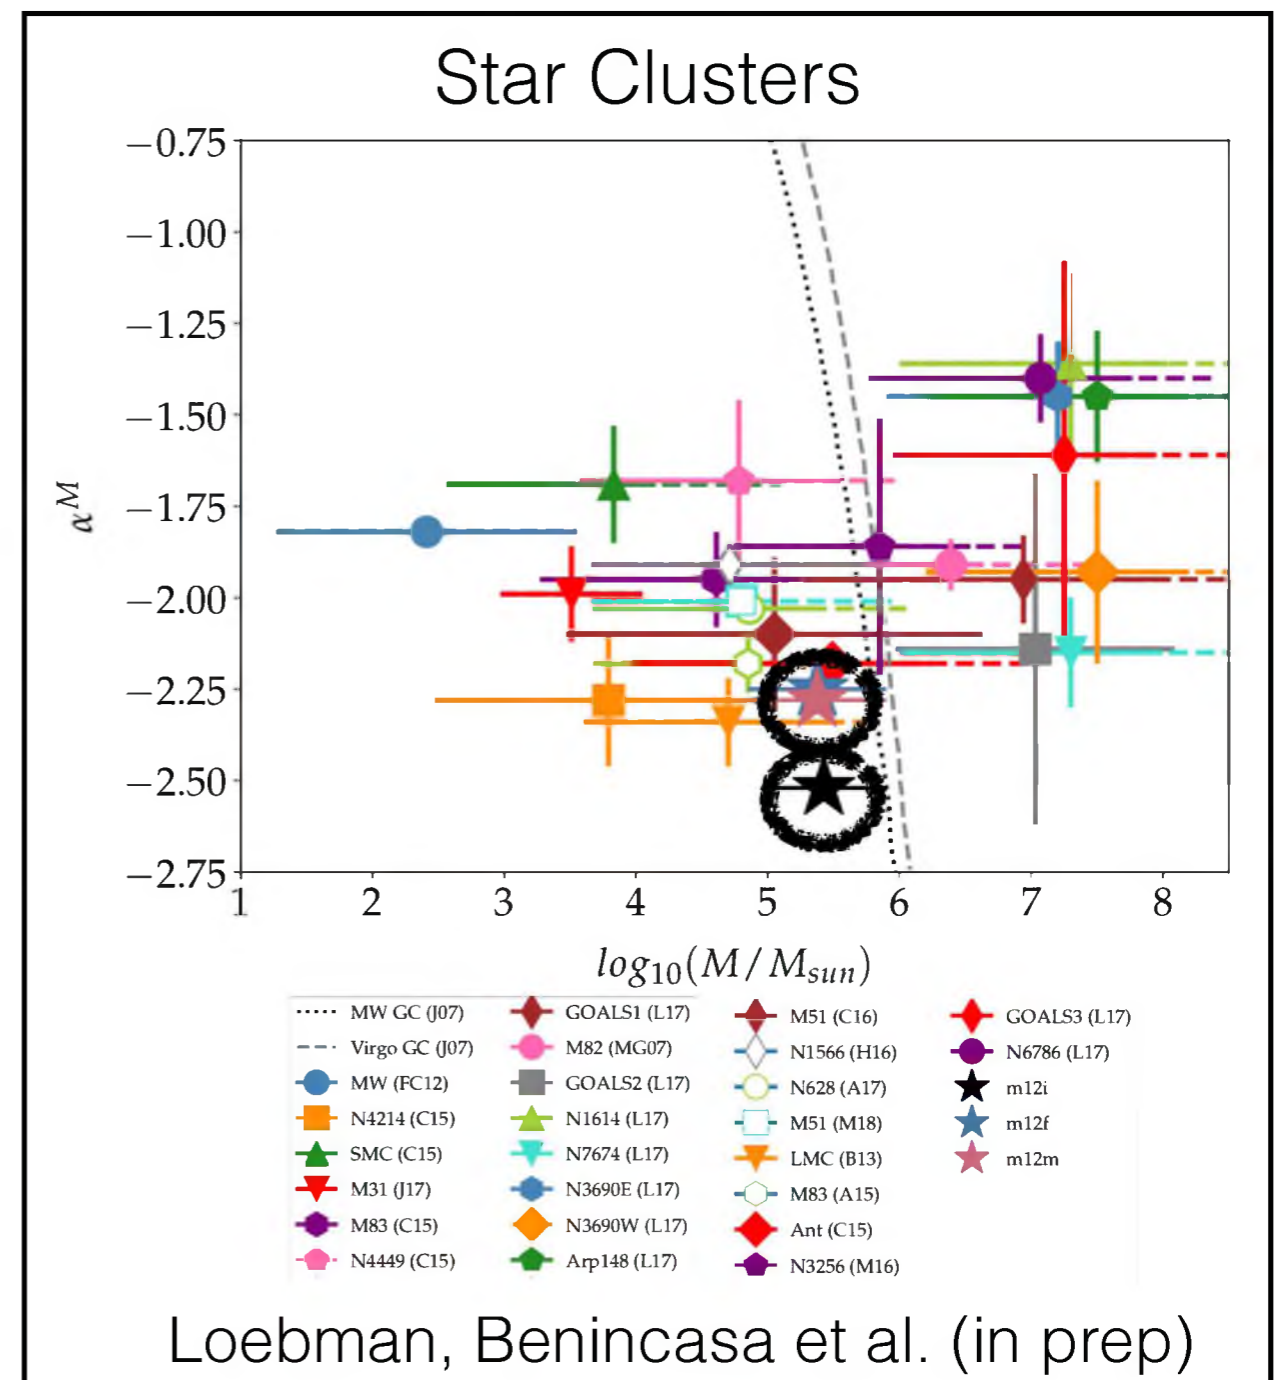 Star Clusters
−0.75
−1.00
−1.25
−1.50
−1.75
−2.00
−2.25
−2.50
−2.75
α^M
1 2 3 4 5 6 7 8
log₁₀(M/M_sun)
MW GC (J07)
Virgo GC (J07)
MW (FC12)
N4214 (C15)
SMC (C15)
M31 (J17)
M83 (C15)
N4449 (C15)
GOALS1 (L17)
M82 (MG07)
GOALS2 (L17)
N1614 (L17)
N7674 (L17)
N3690E (L17)
N3690W (L17)
Arp148 (L17)
M51 (C16)
N1566 (H16)
N628 (A17)
M51 (M18)
LMC (B13)
M83 (A15)
Ant (C15)
N3256 (M16)
GOALS3 (L17)
N6786 (L17)
m12i
m12f
m12m
Loebman, Benincasa et al. (in prep)